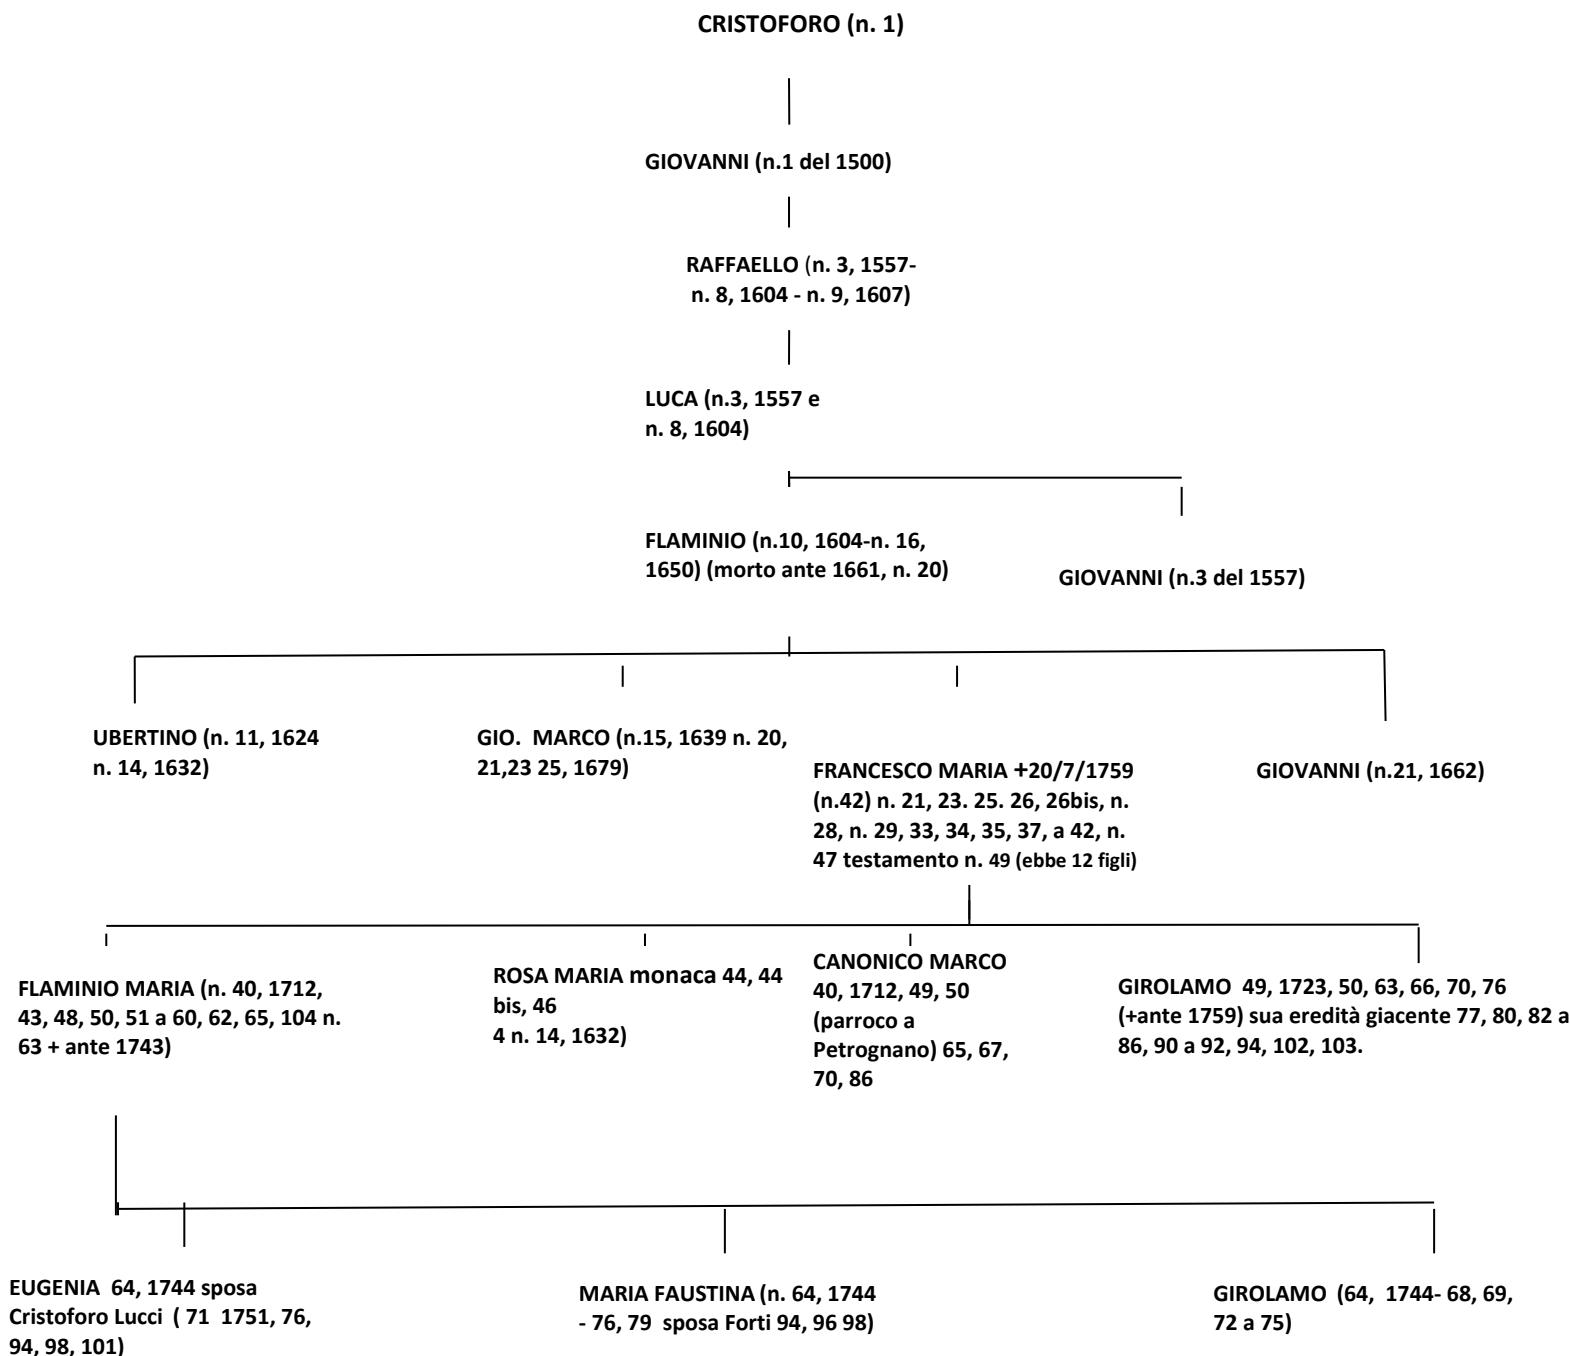 CRISTOFORO (n. 1)
GIOVANNI (n.1 del 1500)
RAFFAELLO (n. 3, 1557-
n. 8, 1604 - n. 9, 1607)
LUCA (n.3, 1557 e
n. 8, 1604)
FLAMINIO (n.10, 1604-n. 16,
1650) (morto ante 1661, n. 20)
GIOVANNI (n.3 del 1557)
UBERTINO (n. 11, 1624
n. 14, 1632)
GIO. MARCO (n.15, 1639 n. 20,
21,23 25, 1679)
FRANCESCO MARIA +20/7/1759
(n.42) n. 21, 23. 25. 26, 26bis, n.
28, n. 29, 33, 34, 35, 37, a 42, n.
47 testamento n. 49 (ebbe 12 figli)
GIOVANNI (n.21, 1662)
FLAMINIO MARIA (n. 40, 1712,
43, 48, 50, 51 a 60, 62, 65, 104 n.
63 + ante 1743)
ROSA MARIA monaca 44, 44
bis, 46
4 n. 14, 1632)
CANONICO MARCO
40, 1712, 49, 50
(parroco a
Petrognano) 65, 67,
70, 86
GIROLAMO 49, 1723, 50, 63, 66, 70, 76
(+ante 1759) sua eredità giacente 77, 80, 82 a
86, 90 a 92, 94, 102, 103.
EUGENIA 64, 1744 sposa
Cristoforo Lucci ( 71 1751, 76,
94, 98, 101)
MARIA FAUSTINA (n. 64, 1744
- 76, 79 sposa Forti 94, 96 98)
GIROLAMO (64, 1744- 68, 69,
72 a 75)